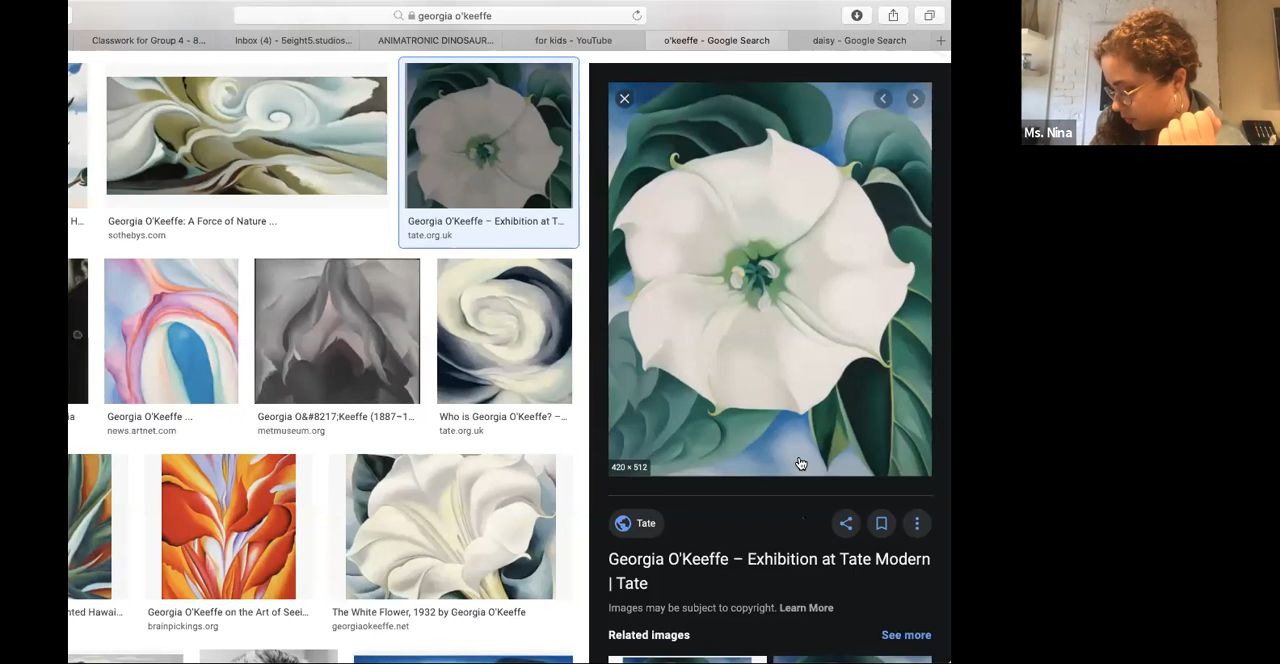 georgia o'keeffe
Classwork for Group 4 - 8...
Inbox (4) - 5eight5.studios...
ANIMATRONIC DINOSAUR...
for kids - YouTube
o'keeffe - Google Search
daisy - Google Search
Ms. Nina
H...
Georgia O'Keeffe: A Force of Nature ...
sothebys.com
Georgia O'Keeffe – Exhibition at T...
tate.org.uk
Georgia O'Keeffe ...
news.artnet.com
Georgia O&#8217;Keeffe (1887–1...
metmuseum.org
Who is Georgia O'Keeffe? –...
tate.org.uk
420 × 512
Tate
Georgia O'Keeffe – Exhibition at Tate Modern
| Tate
Images may be subject to copyright. Learn More
Related images
See more
Georgia O'Keeffe on the Art of Seei...
brainpickings.org
The White Flower, 1932 by Georgia O'Keeffe
georgiaokeeffe.net